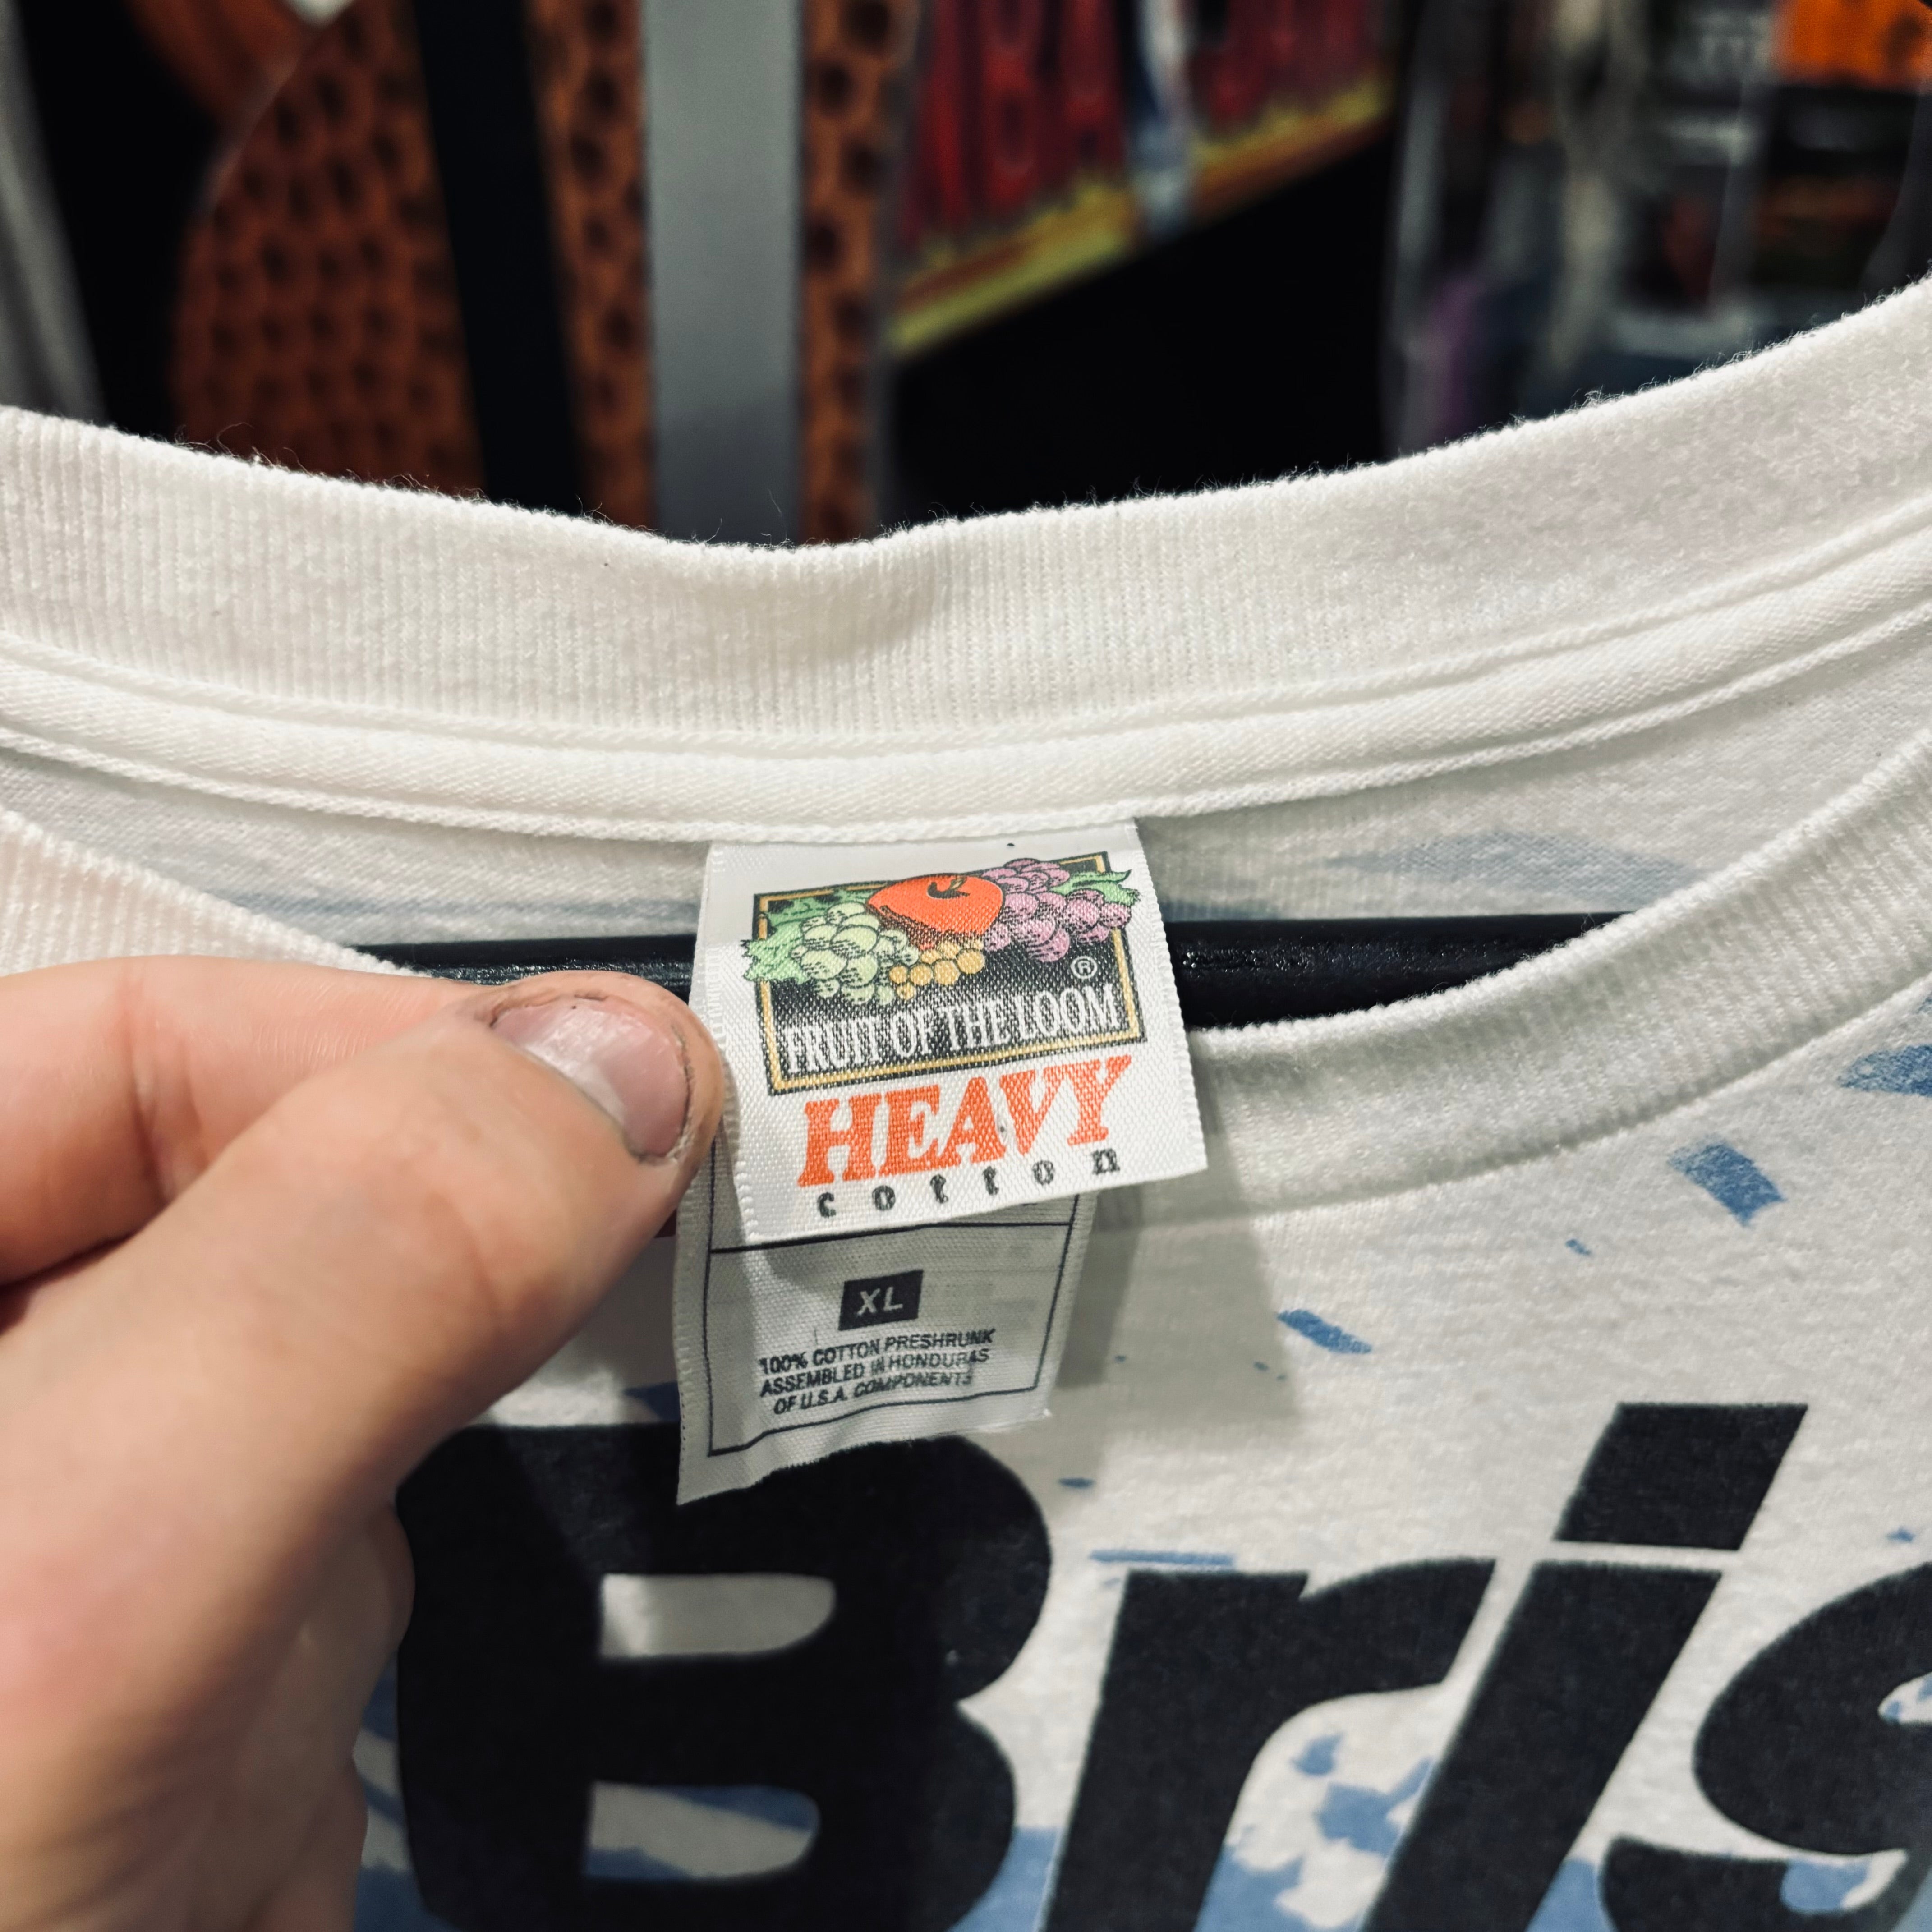 ®
FRUIT OF THE LOOM
HEAVY
cotton
XL
100% COTTON PRESHRUNK
ASSEMBLED IN HONDURAS
OF U.S.A. COMPONENTS
Bris